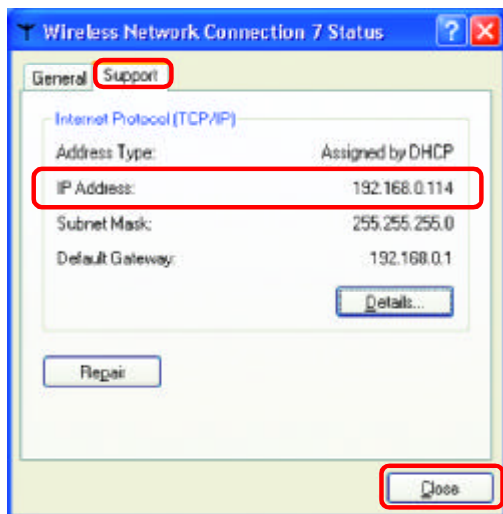 Wireless Network Connection 7 Status
General Support
Internet Protocol (TCP/IP)
Address Type: Assigned by DHCP
IP Address: 192.168.0.114
Subnet Mask: 255.255.255.0
Default Gateway: 192.168.0.1
Details...
Repair
Close